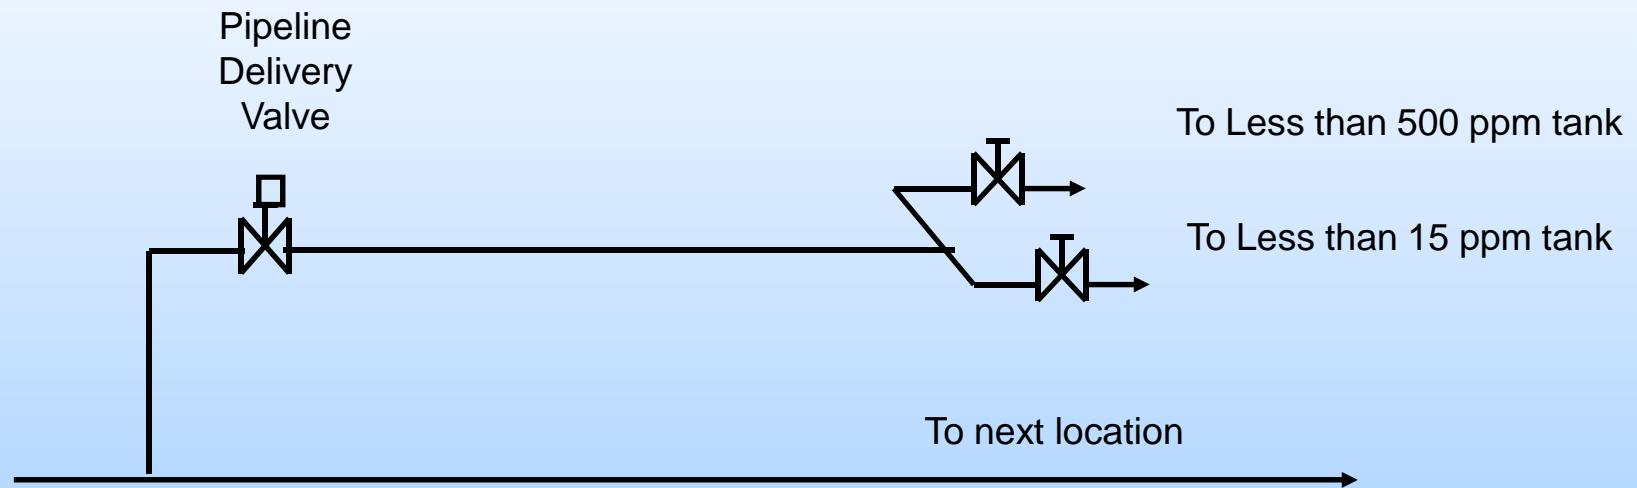 Pipeline
Delivery
Valve
To Less than 500 ppm tank
To Less than 15 ppm tank
To next location